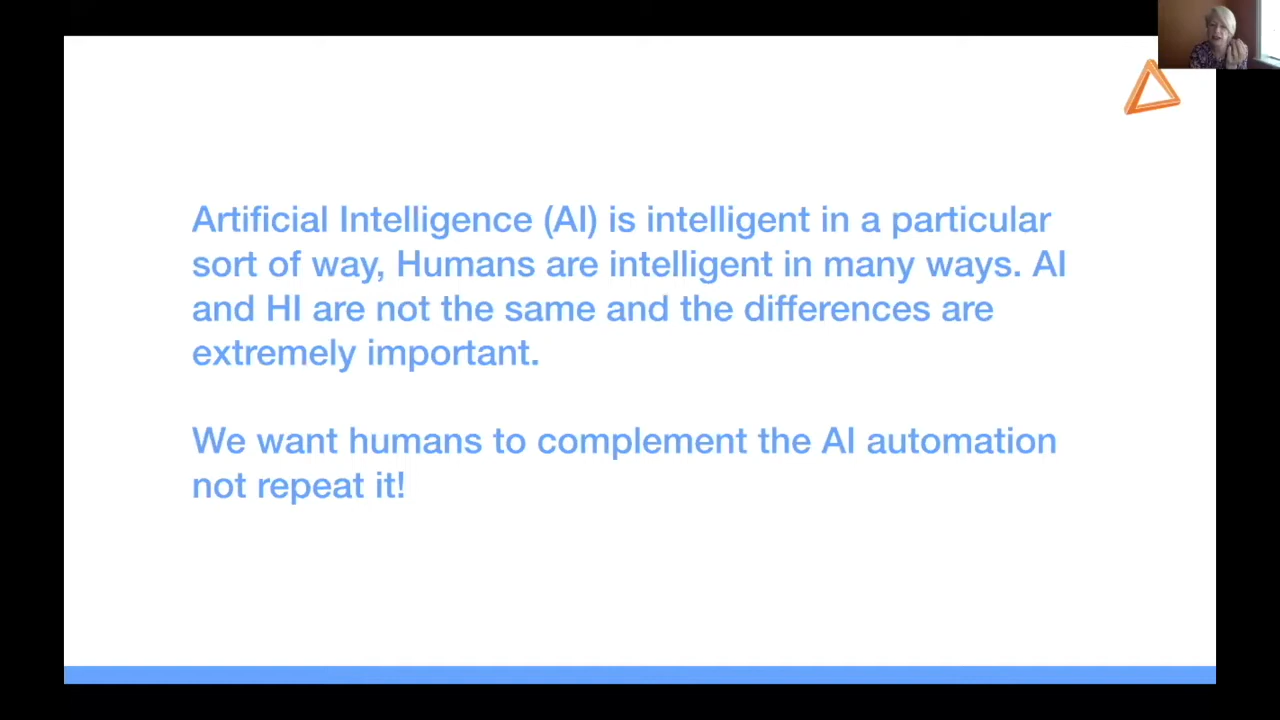 Artificial Intelligence (AI) is intelligent in a particular
sort of way, Humans are intelligent in many ways. AI
and HI are not the same and the differences are
extremely important.
We want humans to complement the AI automation
not repeat it!